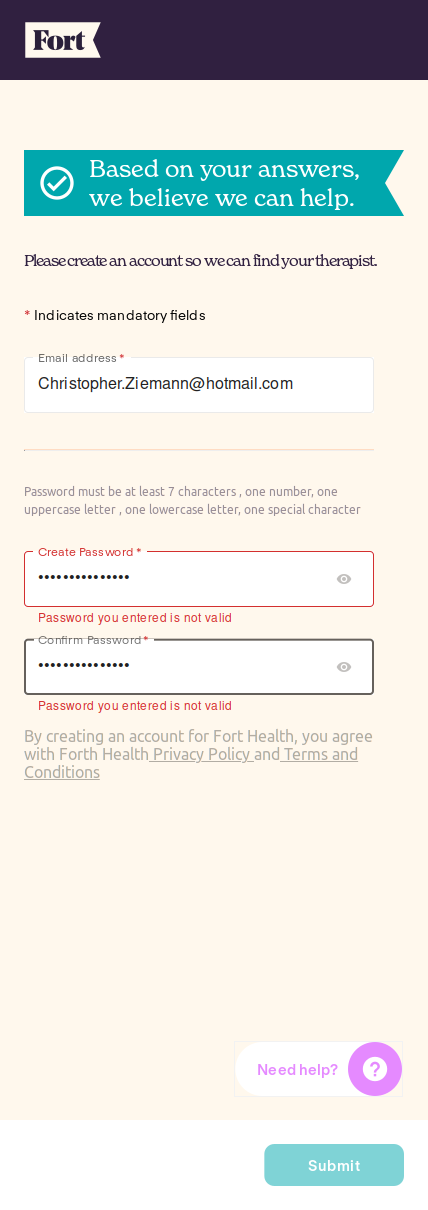 Fort
Based on your answers,
we believe we can help.
Please create an account so we can find your therapist.
* Indicates mandatory fields
Email address *
Christopher.Ziemann@hotmail.com
Password must be at least 7 characters , one number, one
uppercase letter , one lowercase letter, one special character
Create Password *
•••••••••••••••
Password you entered is not valid
Confirm Password *
•••••••••••••••
Password you entered is not valid
By creating an account for Fort Health, you agree
with Forth Health Privacy Policy and Terms and
Conditions
Need help?
Submit